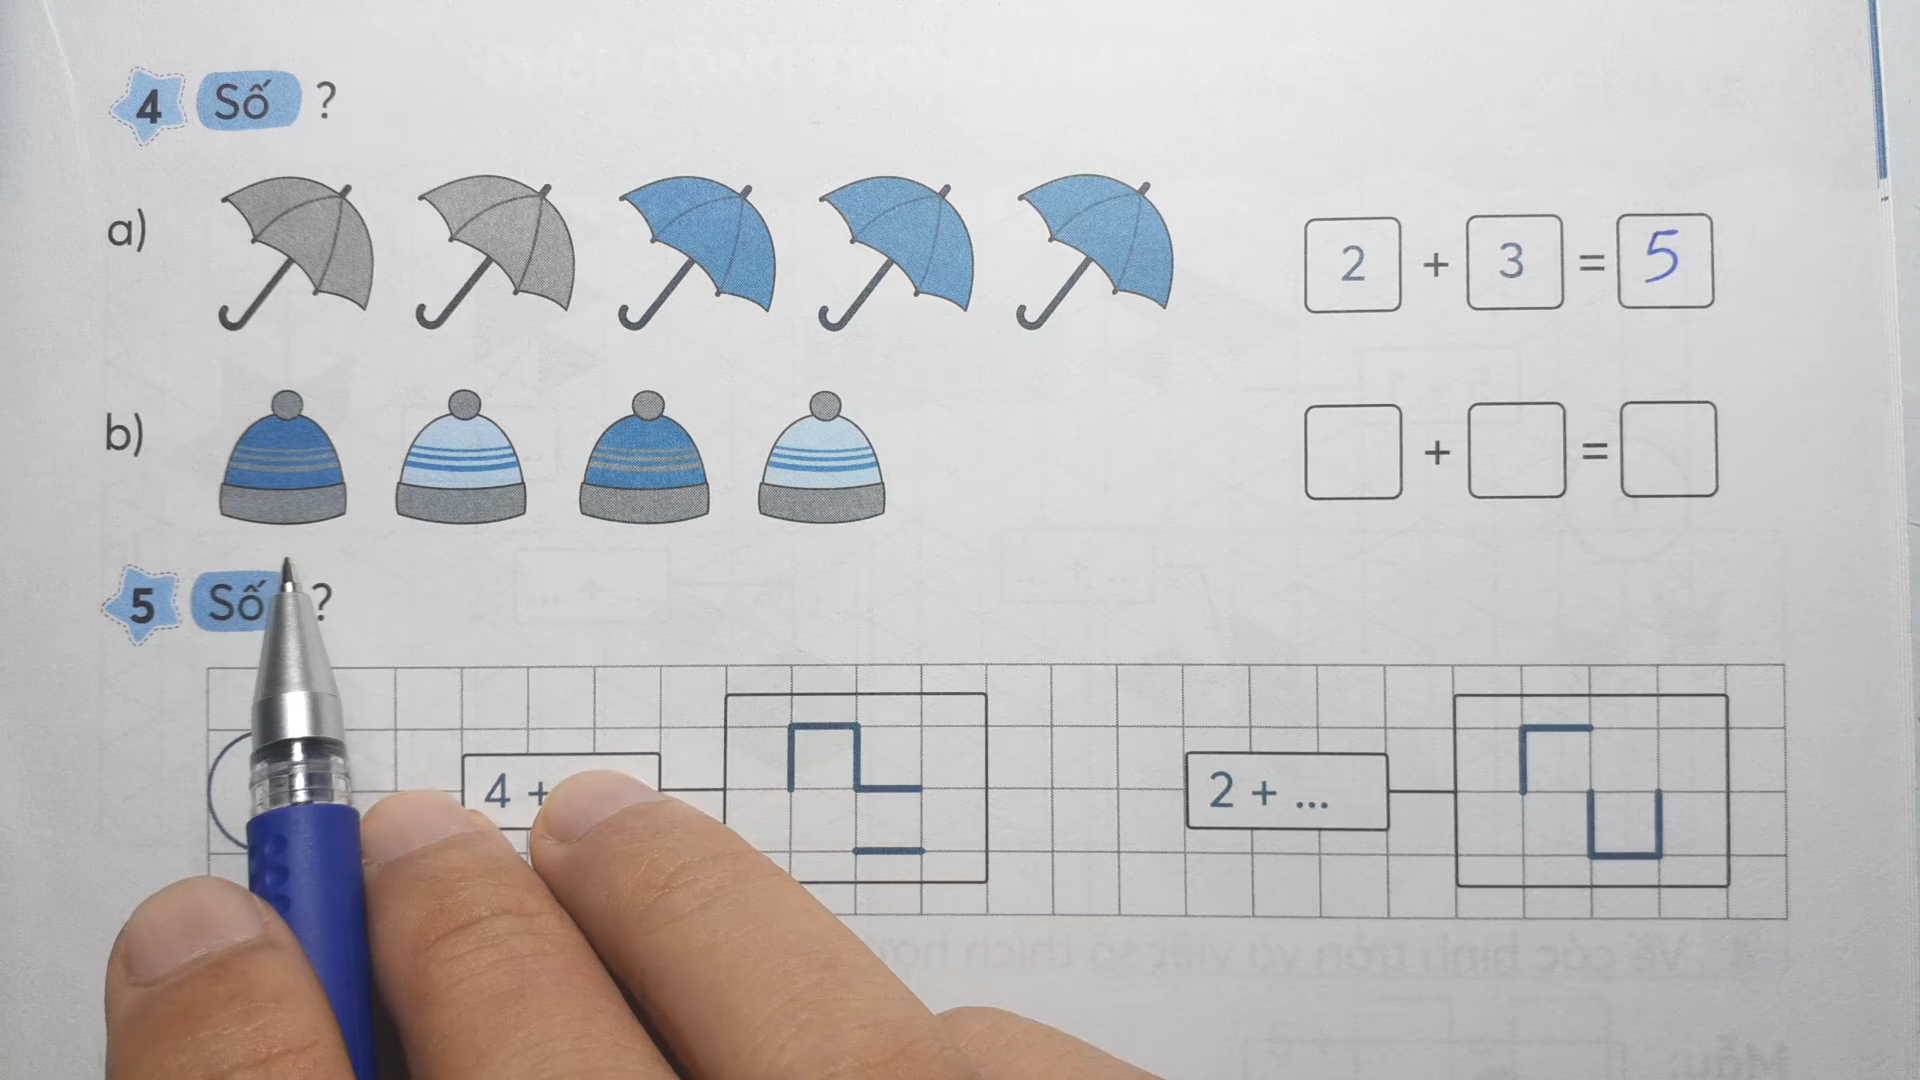 4 Số ?
a) 2 + 3 = 5
b) + =
5 Số ?
4 + 2 + ...